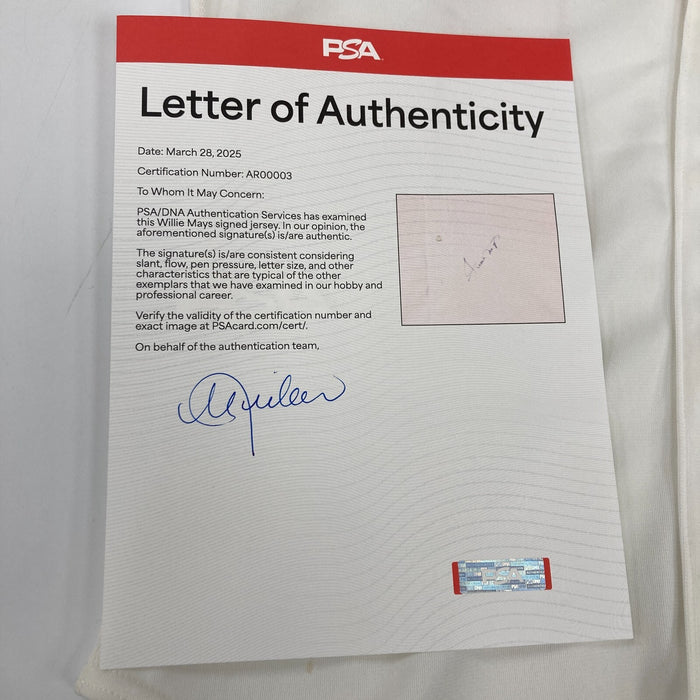 PSA
Letter of Authenticity
Date: March 28, 2025
Certification Number: AR00003
To Whom It May Concern:
PSA/DNA Authentication Services has examined
this Willie Mays signed jersey. In our opinion, the
aforementioned signature(s) is/are authentic.
The signature(s) is/are consistent considering
slant, flow, pen pressure, letter size, and other
characteristics that are typical of the other
exemplars that we have examined in our hobby and
professional career.
Verify the validity of the certification number and
exact image at PSAcard.com/cert/.
On behalf of the authentication team,